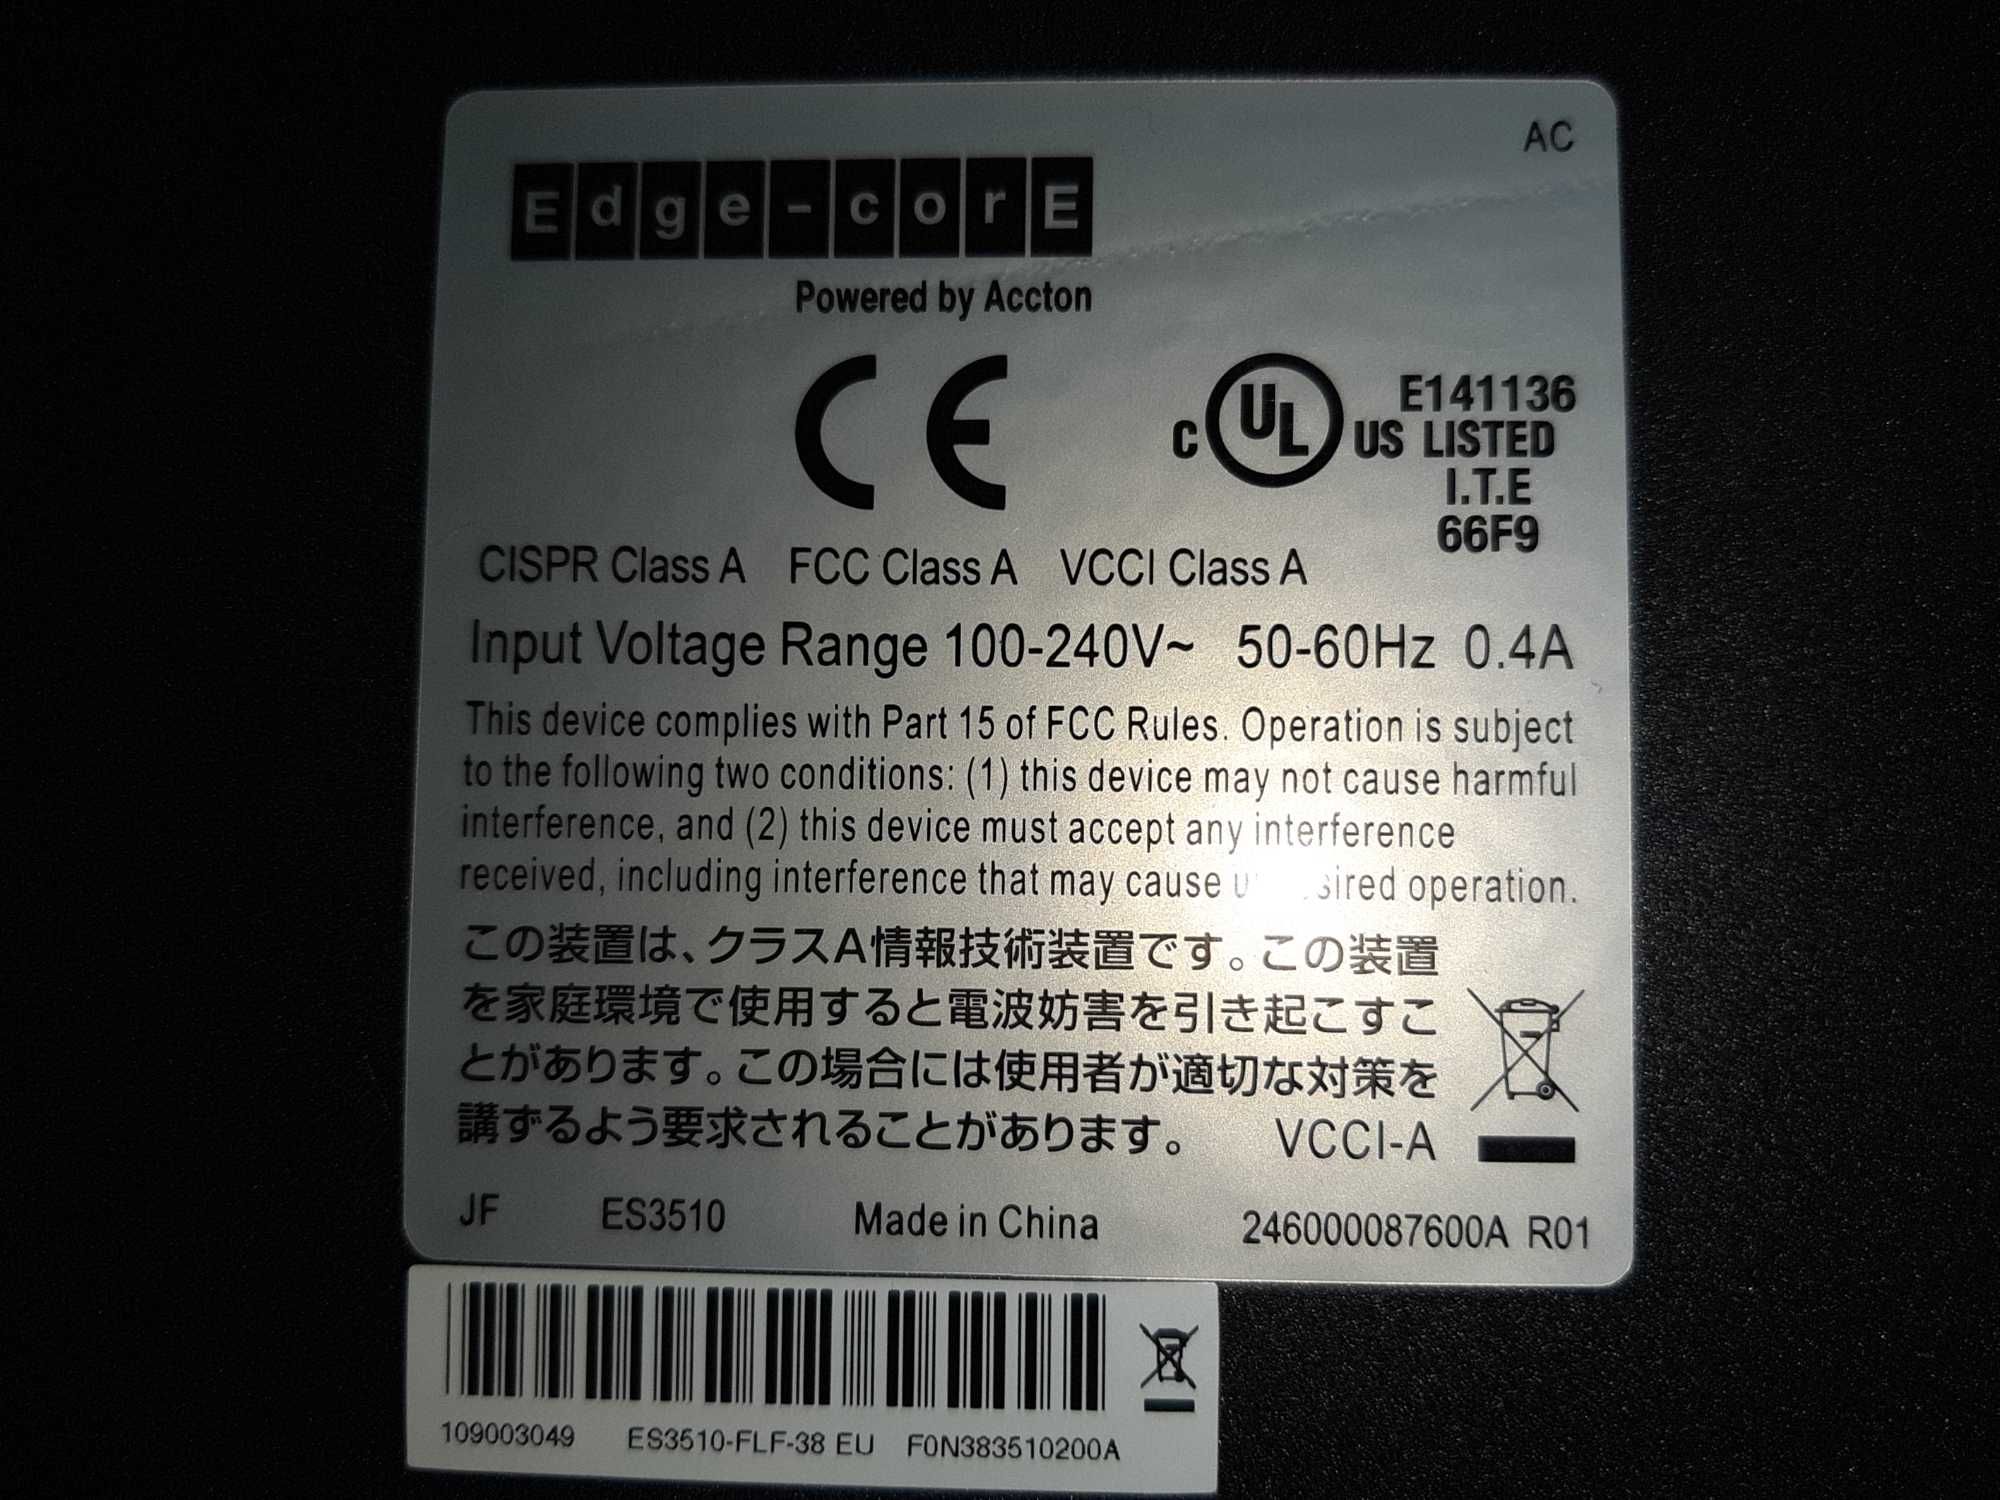 AC
Edge-corE
Powered by Accton
CE
E141136
C UL US LISTED
I.T.E
66F9
CISPR Class A FCC Class A VCCI Class A
Input Voltage Range 100-240V~ 50-60Hz 0.4A
This device complies with Part 15 of FCC Rules. Operation is subject
to the following two conditions: (1) this device may not cause harmful
interference, and (2) this device must accept any interference
received, including interference that may cause operation.
この装置は、クラスA情報技術装置です。この装置
を家庭環境で使用すると電波妨害を引き起こすこ
とがあります。この場合には使用者が適切な対策を
講ずるよう要求されることがあります。 VCCI-A
JF ES3510 Made in China 246000087600A R01
109003049 ES3510-FLF-38 EU F0N383510200A